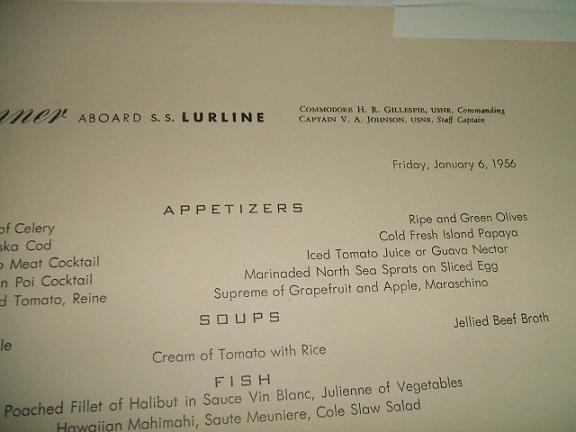 nner ABOARD S.S. LURLINE
COMMODORE H. R. GILLESPIE, USNR, Commanding
CAPTAIN V. A. JOHNSON, USNR, Staff Captain
Friday, January 6, 1956
APPETIZERS
of Celery
ska Cod
o Meat Cocktail
n Poi Cocktail
d Tomato, Reine
Ripe and Green Olives
Cold Fresh Island Papaya
Iced Tomato Juice or Guava Nectar
Marinaded North Sea Sprats on Sliced Egg
Supreme of Grapefruit and Apple, Maraschino
SOUPS
le
Cream of Tomato with Rice
Jellied Beef Broth
FISH
Poached Fillet of Halibut in Sauce Vin Blanc, Julienne of Vegetables
Hawaiian Mahimahi, Saute Meuniere, Cole Slaw Salad